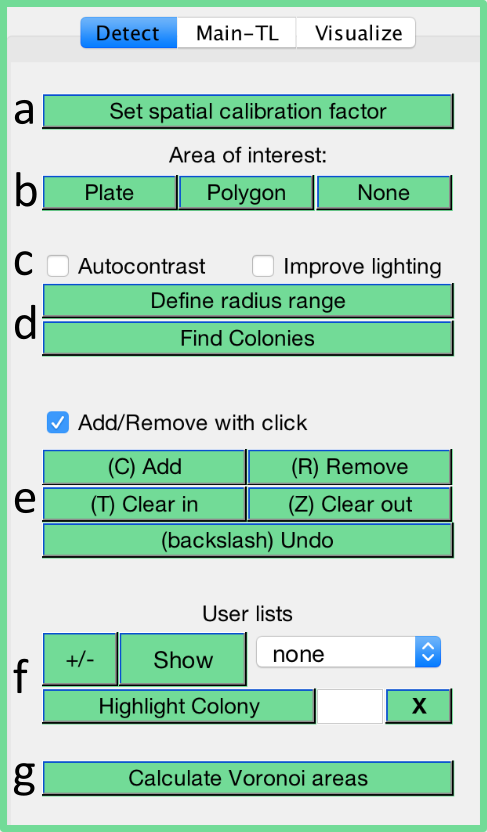 Detect Main-TL Visualize
a Set spatial calibration factor
Area of interest:
b Plate Polygon None
c Autocontrast Improve lighting
d Define radius range
Find Colonies
Add/Remove with click
(C) Add (R) Remove
e (T) Clear in (Z) Clear out
(backslash) Undo
User lists
f +/- Show none
Highlight Colony X
g Calculate Voronoi areas